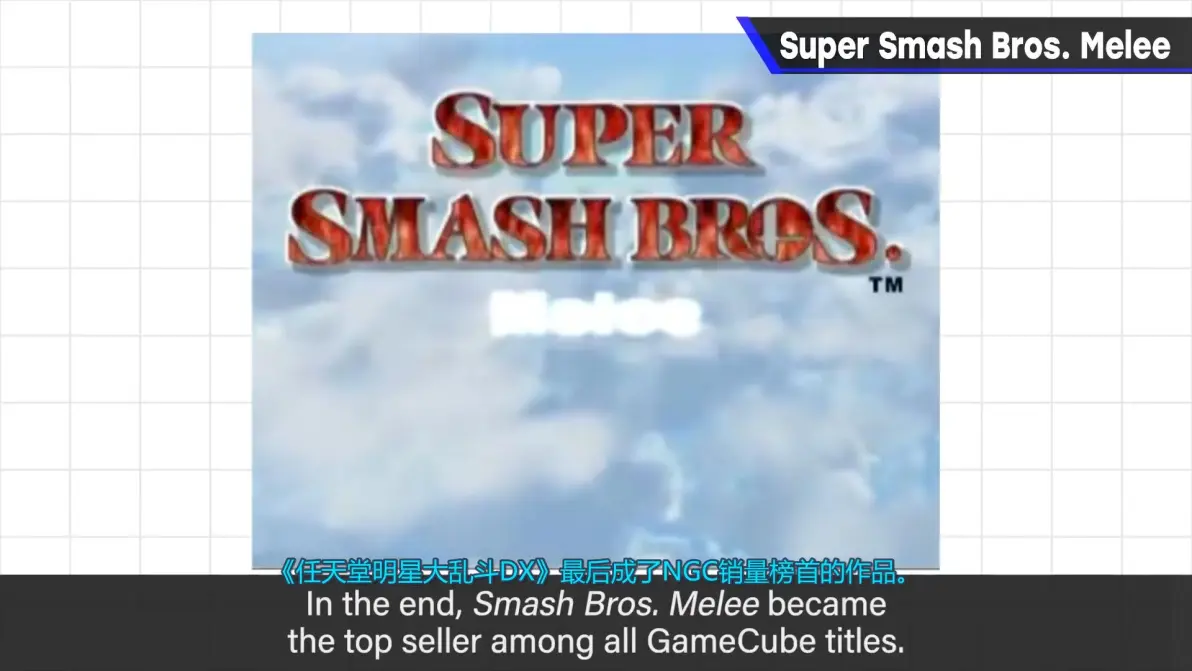 Super Smash Bros. Melee
SUPER
SMASH BROS.
TM
Melee
《任天堂明星大乱斗DX》最后成了NGC销量榜首的作品。
In the end, Smash Bros. Melee became
the top seller among all GameCube titles.